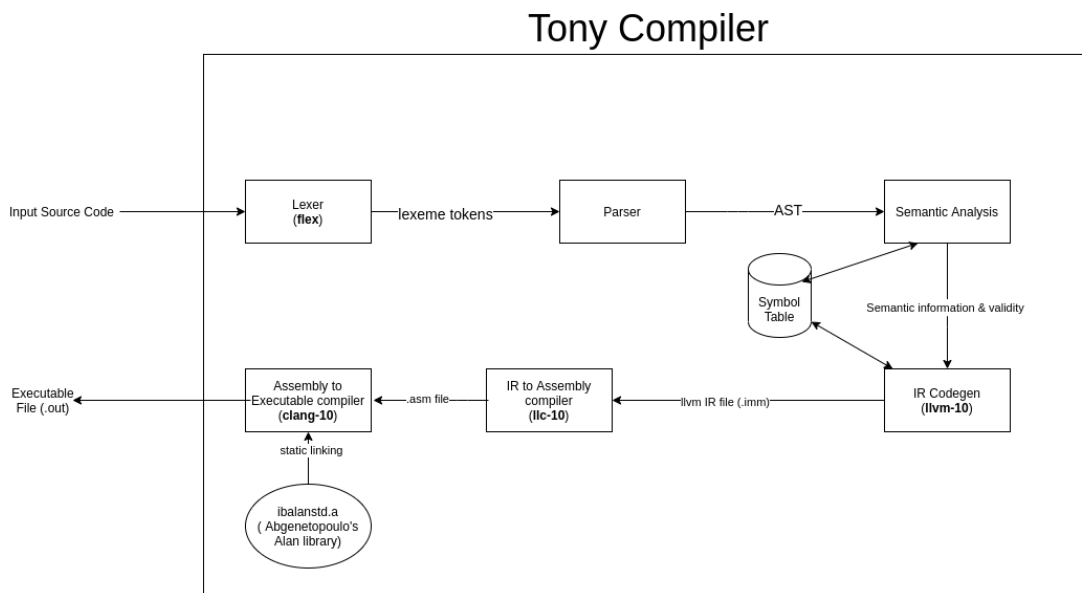 Tony Compiler
Input Source Code
Lexer
(flex)
lexeme tokens
Parser
AST
Semantic Analysis
Symbol
Table
Semantic information & validity
Executable
File (.out)
Assembly to
Executable compiler
(clang-10)
.asm file
IR to Assembly
compiler
(llc-10)
llvm IR file (.imm)
IR Codegen
(llvm-10)
static linking
ibalanstd.a
( Abgenetopoulo's
Alan library)